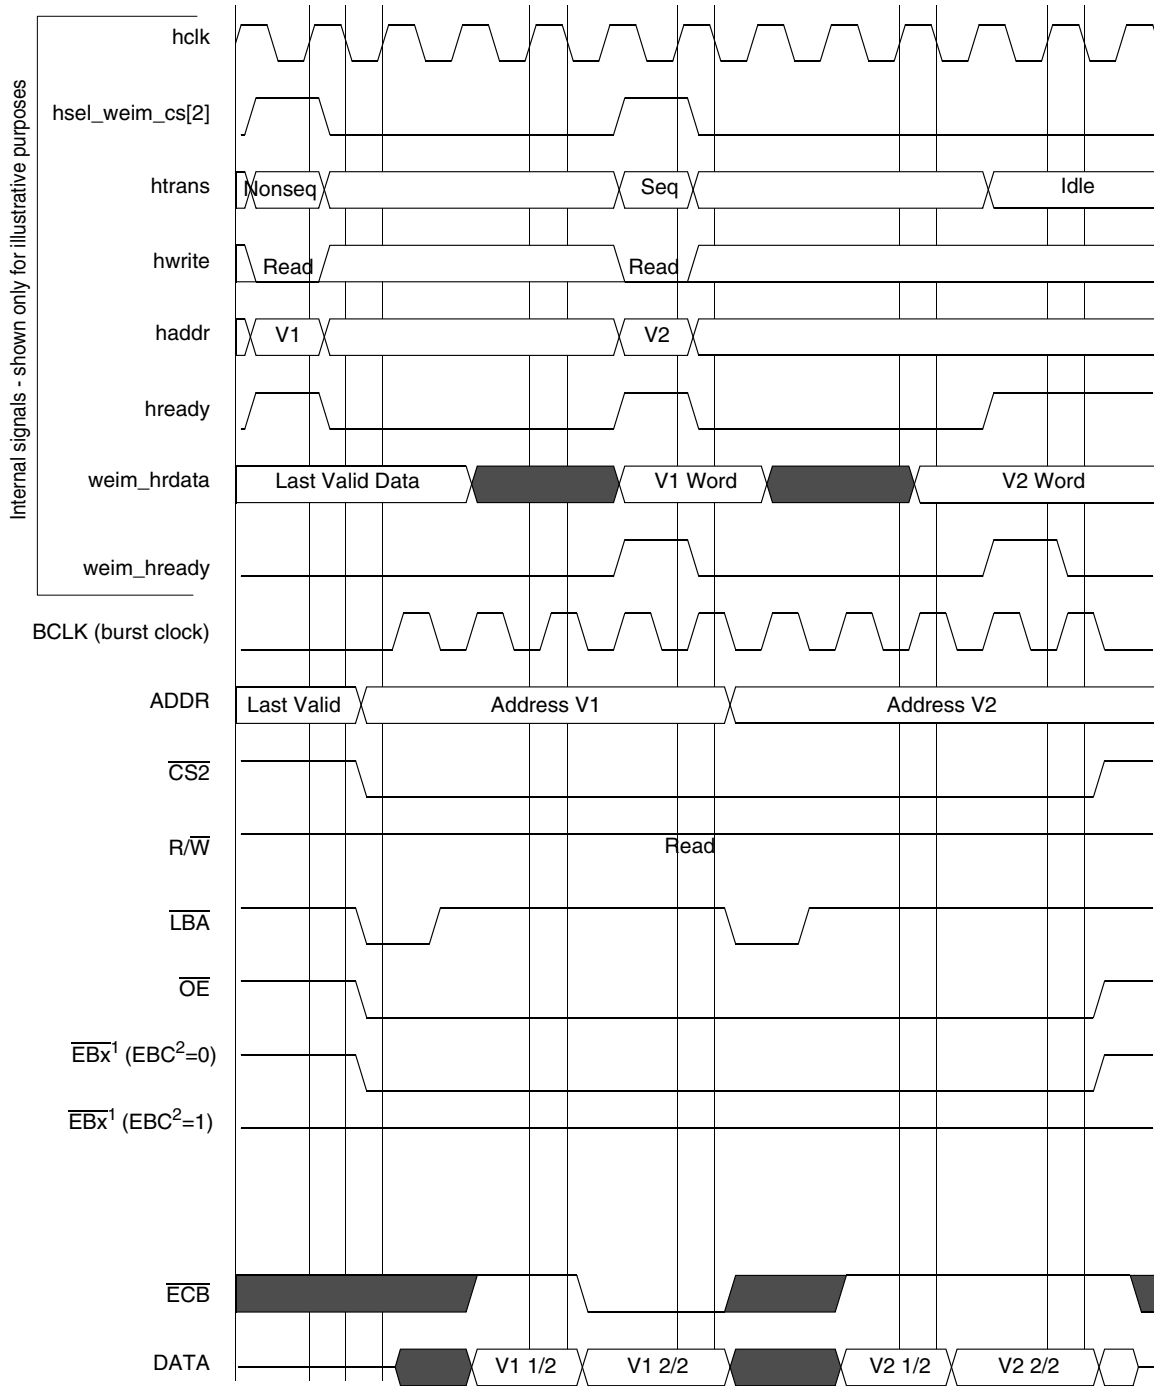 Internal signals - shown only for illustrative purposes
hclk
hsel_weim_cs[2]
htrans Nonseq Seq Idle
hwrite Read Read
haddr V1 V2
hready
weim_hrdata Last Valid Data V1 Word V2 Word
weim_hready
BCLK (burst clock)
ADDR Last Valid Address V1 Address V2
CS2
R/W Read
LBA
OE
EBx1 (EBC2=0)
EBx1 (EBC2=1)
ECB
DATA V1 1/2 V1 2/2 V2 1/2 V2 2/2